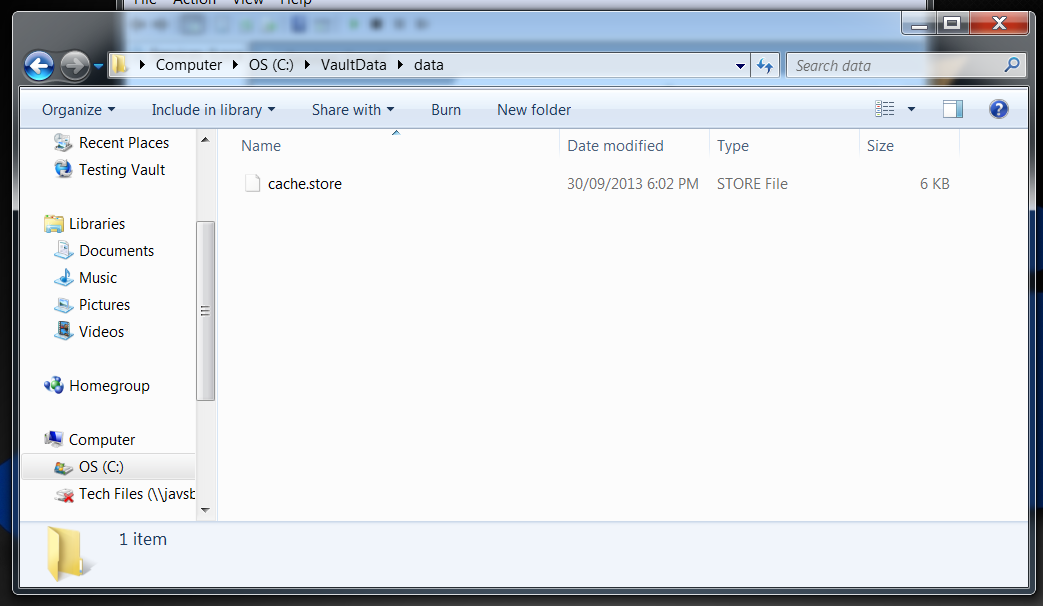 File Action View Help
Computer OS (C:) VaultData data
Search data
Organize Include in library Share with Burn New folder
Name Date modified Type Size
cache.store 30/09/2013 6:02 PM STORE File 6 KB
Recent Places
Testing Vault
Libraries
Documents
Music
Pictures
Videos
Homegroup
Computer
OS (C:)
Tech Files (\\javsb
1 item